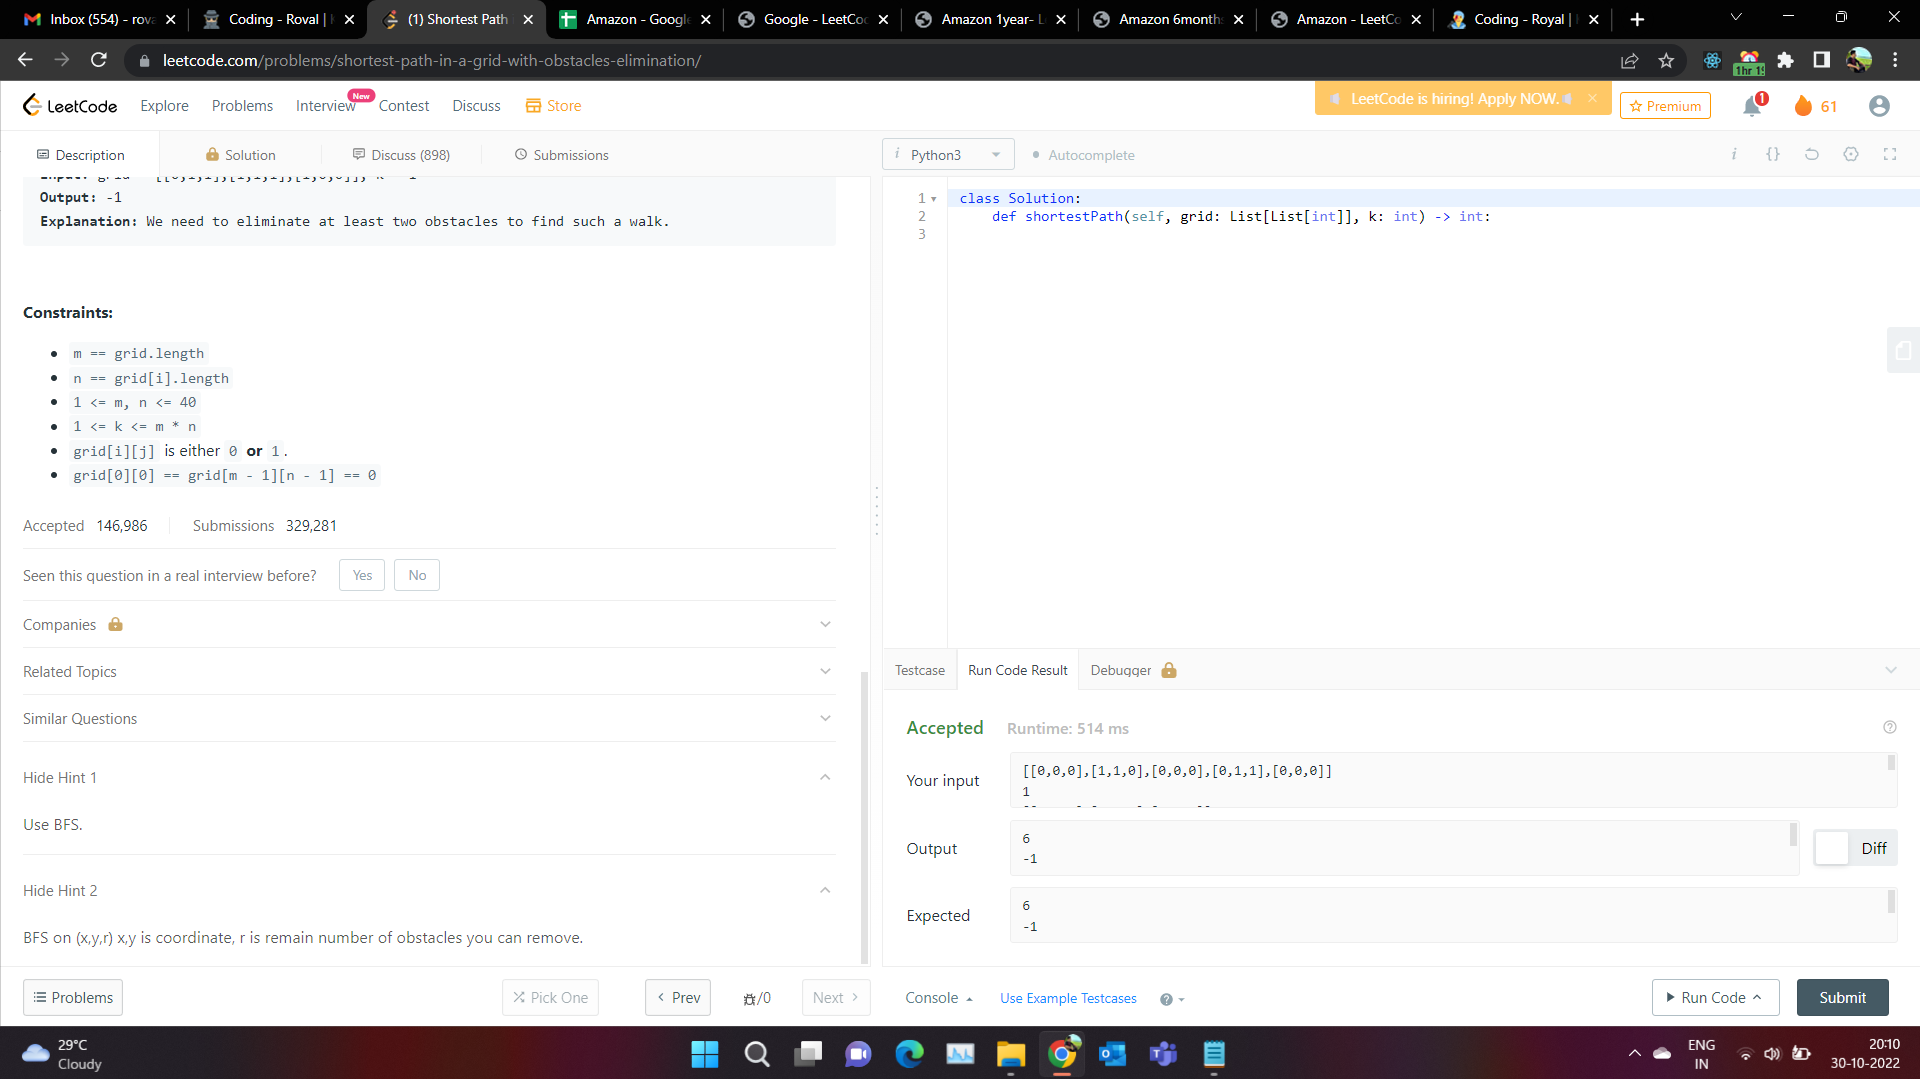 Inbox (554) - rova
Coding - Roval |
(1) Shortest Path
Amazon - Google
Google - LeetCo
Amazon 1year- L
Amazon 6months
Amazon - LeetCo
Coding - Royal |
leetcode.com/problems/shortest-path-in-a-grid-with-obstacles-elimination/
LeetCode
Explore
Problems
Interview
New
Contest
Discuss
Store
LeetCode is hiring! Apply NOW.
Premium
1
61
Description
Solution
Discuss (898)
Submissions
Output: -1
Explanation: We need to eliminate at least two obstacles to find such a walk.
Constraints:
m == grid.length
n == grid[i].length
1 <= m, n <= 40
1 <= k <= m * n
grid[i][j] is either 0 or 1.
grid[0][0] == grid[m - 1][n - 1] == 0
Accepted 146,986 Submissions 329,281
Seen this question in a real interview before? Yes No
Companies
Related Topics
Similar Questions
Hide Hint 1
Use BFS.
Hide Hint 2
BFS on (x,y,r) x,y is coordinate, r is remain number of obstacles you can remove.
Problems
Pick One
Prev
/0
Next
i Python3
Autocomplete
i {}
1 class Solution:
2 def shortestPath(self, grid: List[List[int]], k: int) -> int:
3
Testcase
Run Code Result
Debugger
Accepted Runtime: 514 ms
Your input
[[0,0,0],[1,1,0],[0,0,0],[0,1,1],[0,0,0]]
1
Output
6
-1
Diff
Expected
6
-1
Console
Use Example Testcases
Run Code
Submit
29°C
Cloudy
ENG
IN
20:10
30-10-2022